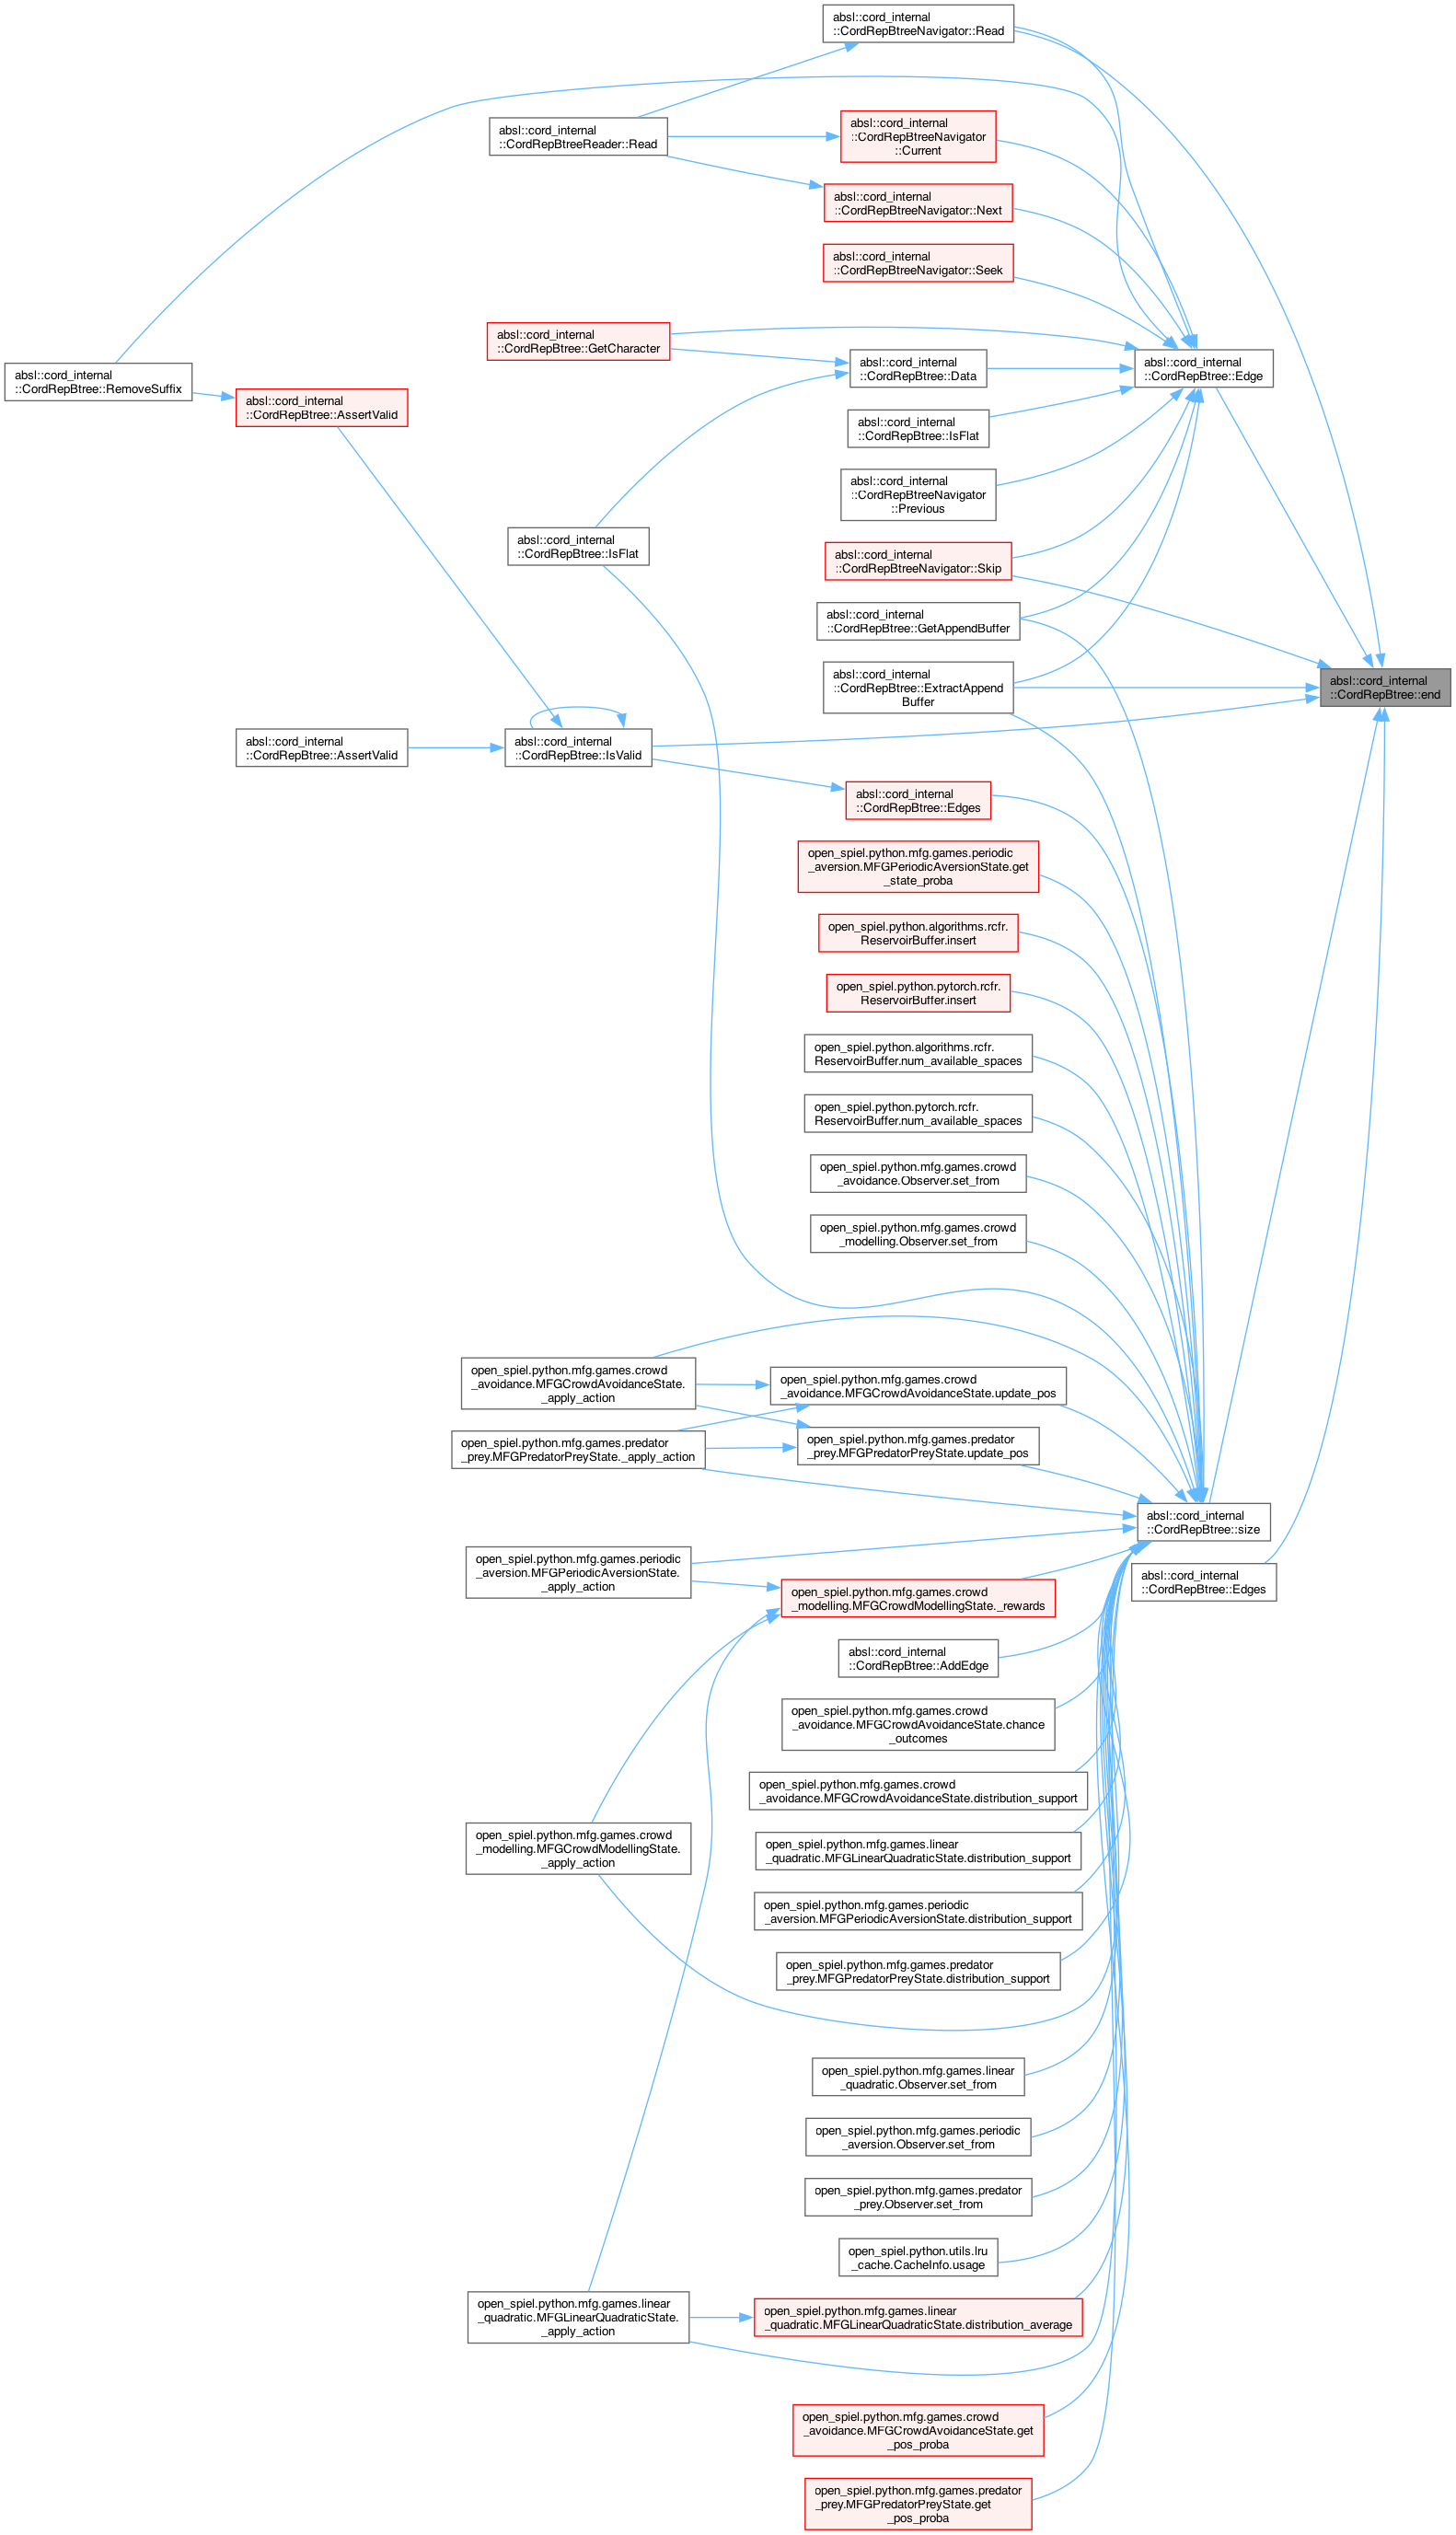 absl::cord_internal
::CordRepBtreeNavigator::Read
absl::cord_internal
::CordRepBtreeReader::Read
absl::cord_internal
::CordRepBtreeNavigator
::Current
absl::cord_internal
::CordRepBtreeNavigator::Next
absl::cord_internal
::CordRepBtreeNavigator::Seek
absl::cord_internal
::CordRepBtree::GetCharacter
absl::cord_internal
::CordRepBtree::Data
absl::cord_internal
::CordRepBtree::Edge
absl::cord_internal
::CordRepBtree::RemoveSuffix
absl::cord_internal
::CordRepBtree::AssertValid
absl::cord_internal
::CordRepBtree::IsFlat
absl::cord_internal
::CordRepBtreeNavigator
::Previous
absl::cord_internal
::CordRepBtree::IsFlat
absl::cord_internal
::CordRepBtreeNavigator::Skip
absl::cord_internal
::CordRepBtree::GetAppendBuffer
absl::cord_internal
::CordRepBtree::ExtractAppend
Buffer
absl::cord_internal
::CordRepBtree::end
absl::cord_internal
::CordRepBtree::AssertValid
absl::cord_internal
::CordRepBtree::IsValid
absl::cord_internal
::CordRepBtree::Edges
open_spiel.python.mfg.games.periodic
_aversion.MFGPeriodicAversionState.get
_state_proba
open_spiel.python.algorithms.rcfr.
ReservoirBuffer.insert
open_spiel.python.pytorch.rcfr.
ReservoirBuffer.insert
open_spiel.python.algorithms.rcfr.
ReservoirBuffer.num_available_spaces
open_spiel.python.pytorch.rcfr.
ReservoirBuffer.num_available_spaces
open_spiel.python.mfg.games.crowd
_avoidance.Observer.set_from
open_spiel.python.mfg.games.crowd
_modelling.Observer.set_from
open_spiel.python.mfg.games.crowd
_avoidance.MFGCrowdAvoidanceState.
_apply_action
open_spiel.python.mfg.games.crowd
_avoidance.MFGCrowdAvoidanceState.update_pos
open_spiel.python.mfg.games.predator
_prey.MFGPredatorPreyState._apply_action
open_spiel.python.mfg.games.predator
_prey.MFGPredatorPreyState.update_pos
absl::cord_internal
::CordRepBtree::size
open_spiel.python.mfg.games.periodic
_aversion.MFGPeriodicAversionState.
_apply_action
open_spiel.python.mfg.games.crowd
_modelling.MFGCrowdModellingState._rewards
absl::cord_internal
::CordRepBtree::Edges
absl::cord_internal
::CordRepBtree::AddEdge
open_spiel.python.mfg.games.crowd
_avoidance.MFGCrowdAvoidanceState.chance
_outcomes
open_spiel.python.mfg.games.crowd
_avoidance.MFGCrowdAvoidanceState.distribution_support
open_spiel.python.mfg.games.crowd
_modelling.MFGCrowdModellingState.
_apply_action
open_spiel.python.mfg.games.linear
_quadratic.MFGLinearQuadraticState.distribution_support
open_spiel.python.mfg.games.periodic
_aversion.MFGPeriodicAversionState.distribution_support
open_spiel.python.mfg.games.predator
_prey.MFGPredatorPreyState.distribution_support
open_spiel.python.mfg.games.linear
_quadratic.Observer.set_from
open_spiel.python.mfg.games.periodic
_aversion.Observer.set_from
open_spiel.python.mfg.games.predator
_prey.Observer.set_from
open_spiel.python.utils.lru
_cache.CacheInfo.usage
open_spiel.python.mfg.games.linear
_quadratic.MFGLinearQuadraticState.
_apply_action
open_spiel.python.mfg.games.linear
_quadratic.MFGLinearQuadraticState.distribution_average
open_spiel.python.mfg.games.crowd
_avoidance.MFGCrowdAvoidanceState.get
_pos_proba
open_spiel.python.mfg.games.predator
_prey.MFGPredatorPreyState.get
_pos_proba